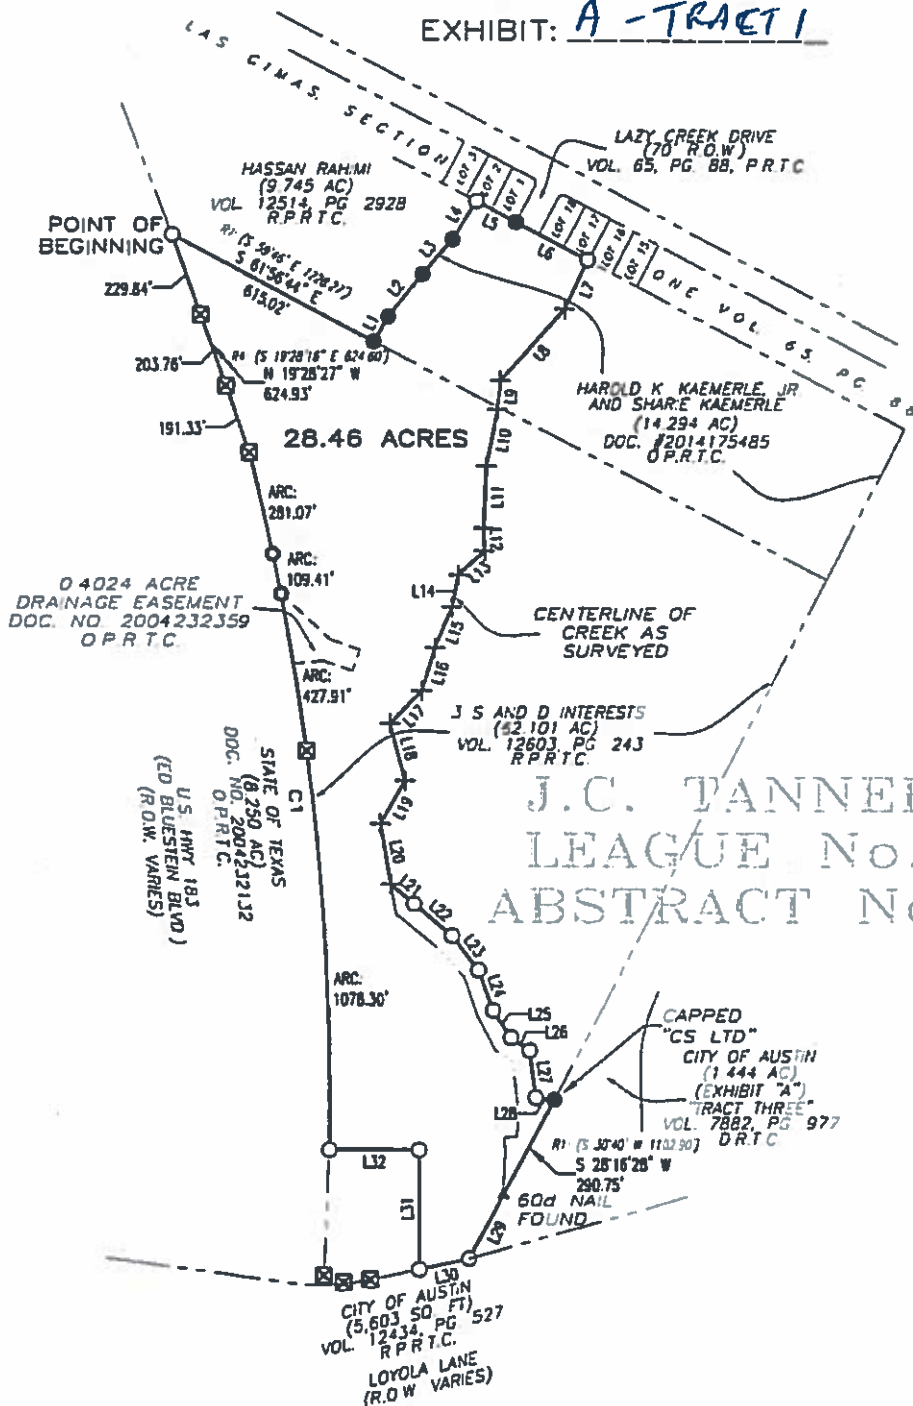 EXHIBIT: A - TRACT 1
LAS CIMAS SECTION
ONE VOL. 65, PG 88
LAZY CREEK DRIVE
(70' R.O.W)
VOL. 65, PG. 88, P.R.T.C
LOT 3
LOT 2
LOT 1
LOT 18
LOT 17
LOT 16
LOT 15
HASSAN RAHIMI
(9.745 AC)
VOL. 12514, PG 2928
R.P.R.T.C.
POINT OF
BEGINNING
S 61°56'44" E
615.02'
229.84'
203.76'
R4 (S 19°28'16" E 624.60')
N 19°28'27" W
624.93'
191.33'
28.46 ACRES
L1
L2
L3
L4
L5
L6
L7
L8
L9
L10
L11
L12
L13
L14
L15
L16
L17
L18
L19
L20
L21
L22
L23
L24
L25
L26
L27
L28
L29
L30
L31
L32
HAROLD K KAEMERLE, JR
AND SHARIE KAEMERLE
(14.294 AC)
DOC. #2014175485
O.P.R.T.C.
ARC:
281.07'
ARC:
109.41'
0.4024 ACRE
DRAINAGE EASEMENT
DOC. NO. 2004232359
O P R T.C.
ARC:
427.91'
CENTERLINE OF
CREEK AS
SURVEYED
J S AND D INTERESTS
(52.101 AC)
VOL. 12603, PG 243
R P R T.C.
C1
STATE OF TEXAS
(8.250 AC)
DOC. NO. 2004232132
O.P.R.T.C.
U.S. HWY 183
(ED BLUESTEIN BLVD.)
(R.O.W. VARIES)
J.C. TANNEH
LEAGUE No.
ABSTRACT No
ARC:
1078.30'
CAPPED
"CS LTD"
CITY OF AUSTIN
(1.444 AC)
(EXHIBIT "A")
"TRACT THREE"
VOL. 7882, PG 977
D.R.T.C
R1 (S 30°40' W 1102.90')
S 28°16'28" W
290.75'
60d NAIL
FOUND
CITY OF AUSTIN
(5,603 SQ. FT)
VOL. 12434, PG 527
R P R T.C.
LOYOLA LANE
(R.O.W VARIES)